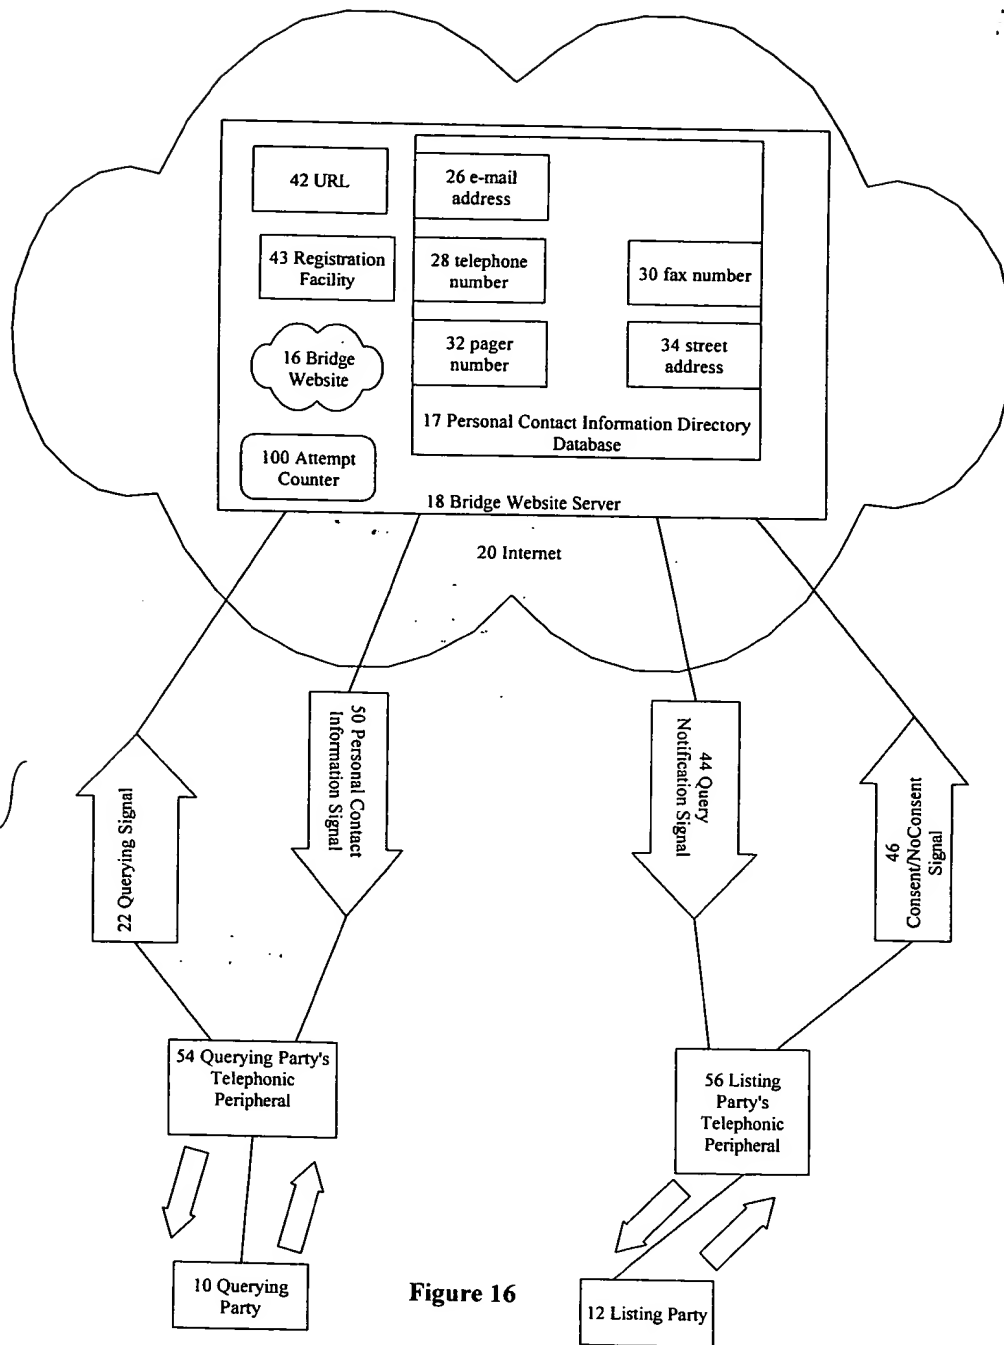 42 URL
26 e-mail
address
43 Registration
Facility
28 telephone
number
30 fax number
16 Bridge
Website
32 pager
number
34 street
address
17 Personal Contact Information Directory
Database
100 Attempt
Counter
18 Bridge Website Server
20 Internet
22 Querying Signal
50 Personal Contact
Information Signal
44 Query
Notification Signal
46
Consent/NoConsent
Signal
54 Querying Party's
Telephonic
Peripheral
56 Listing
Party's
Telephonic
Peripheral
10 Querying
Party
Figure 16
12 Listing Party